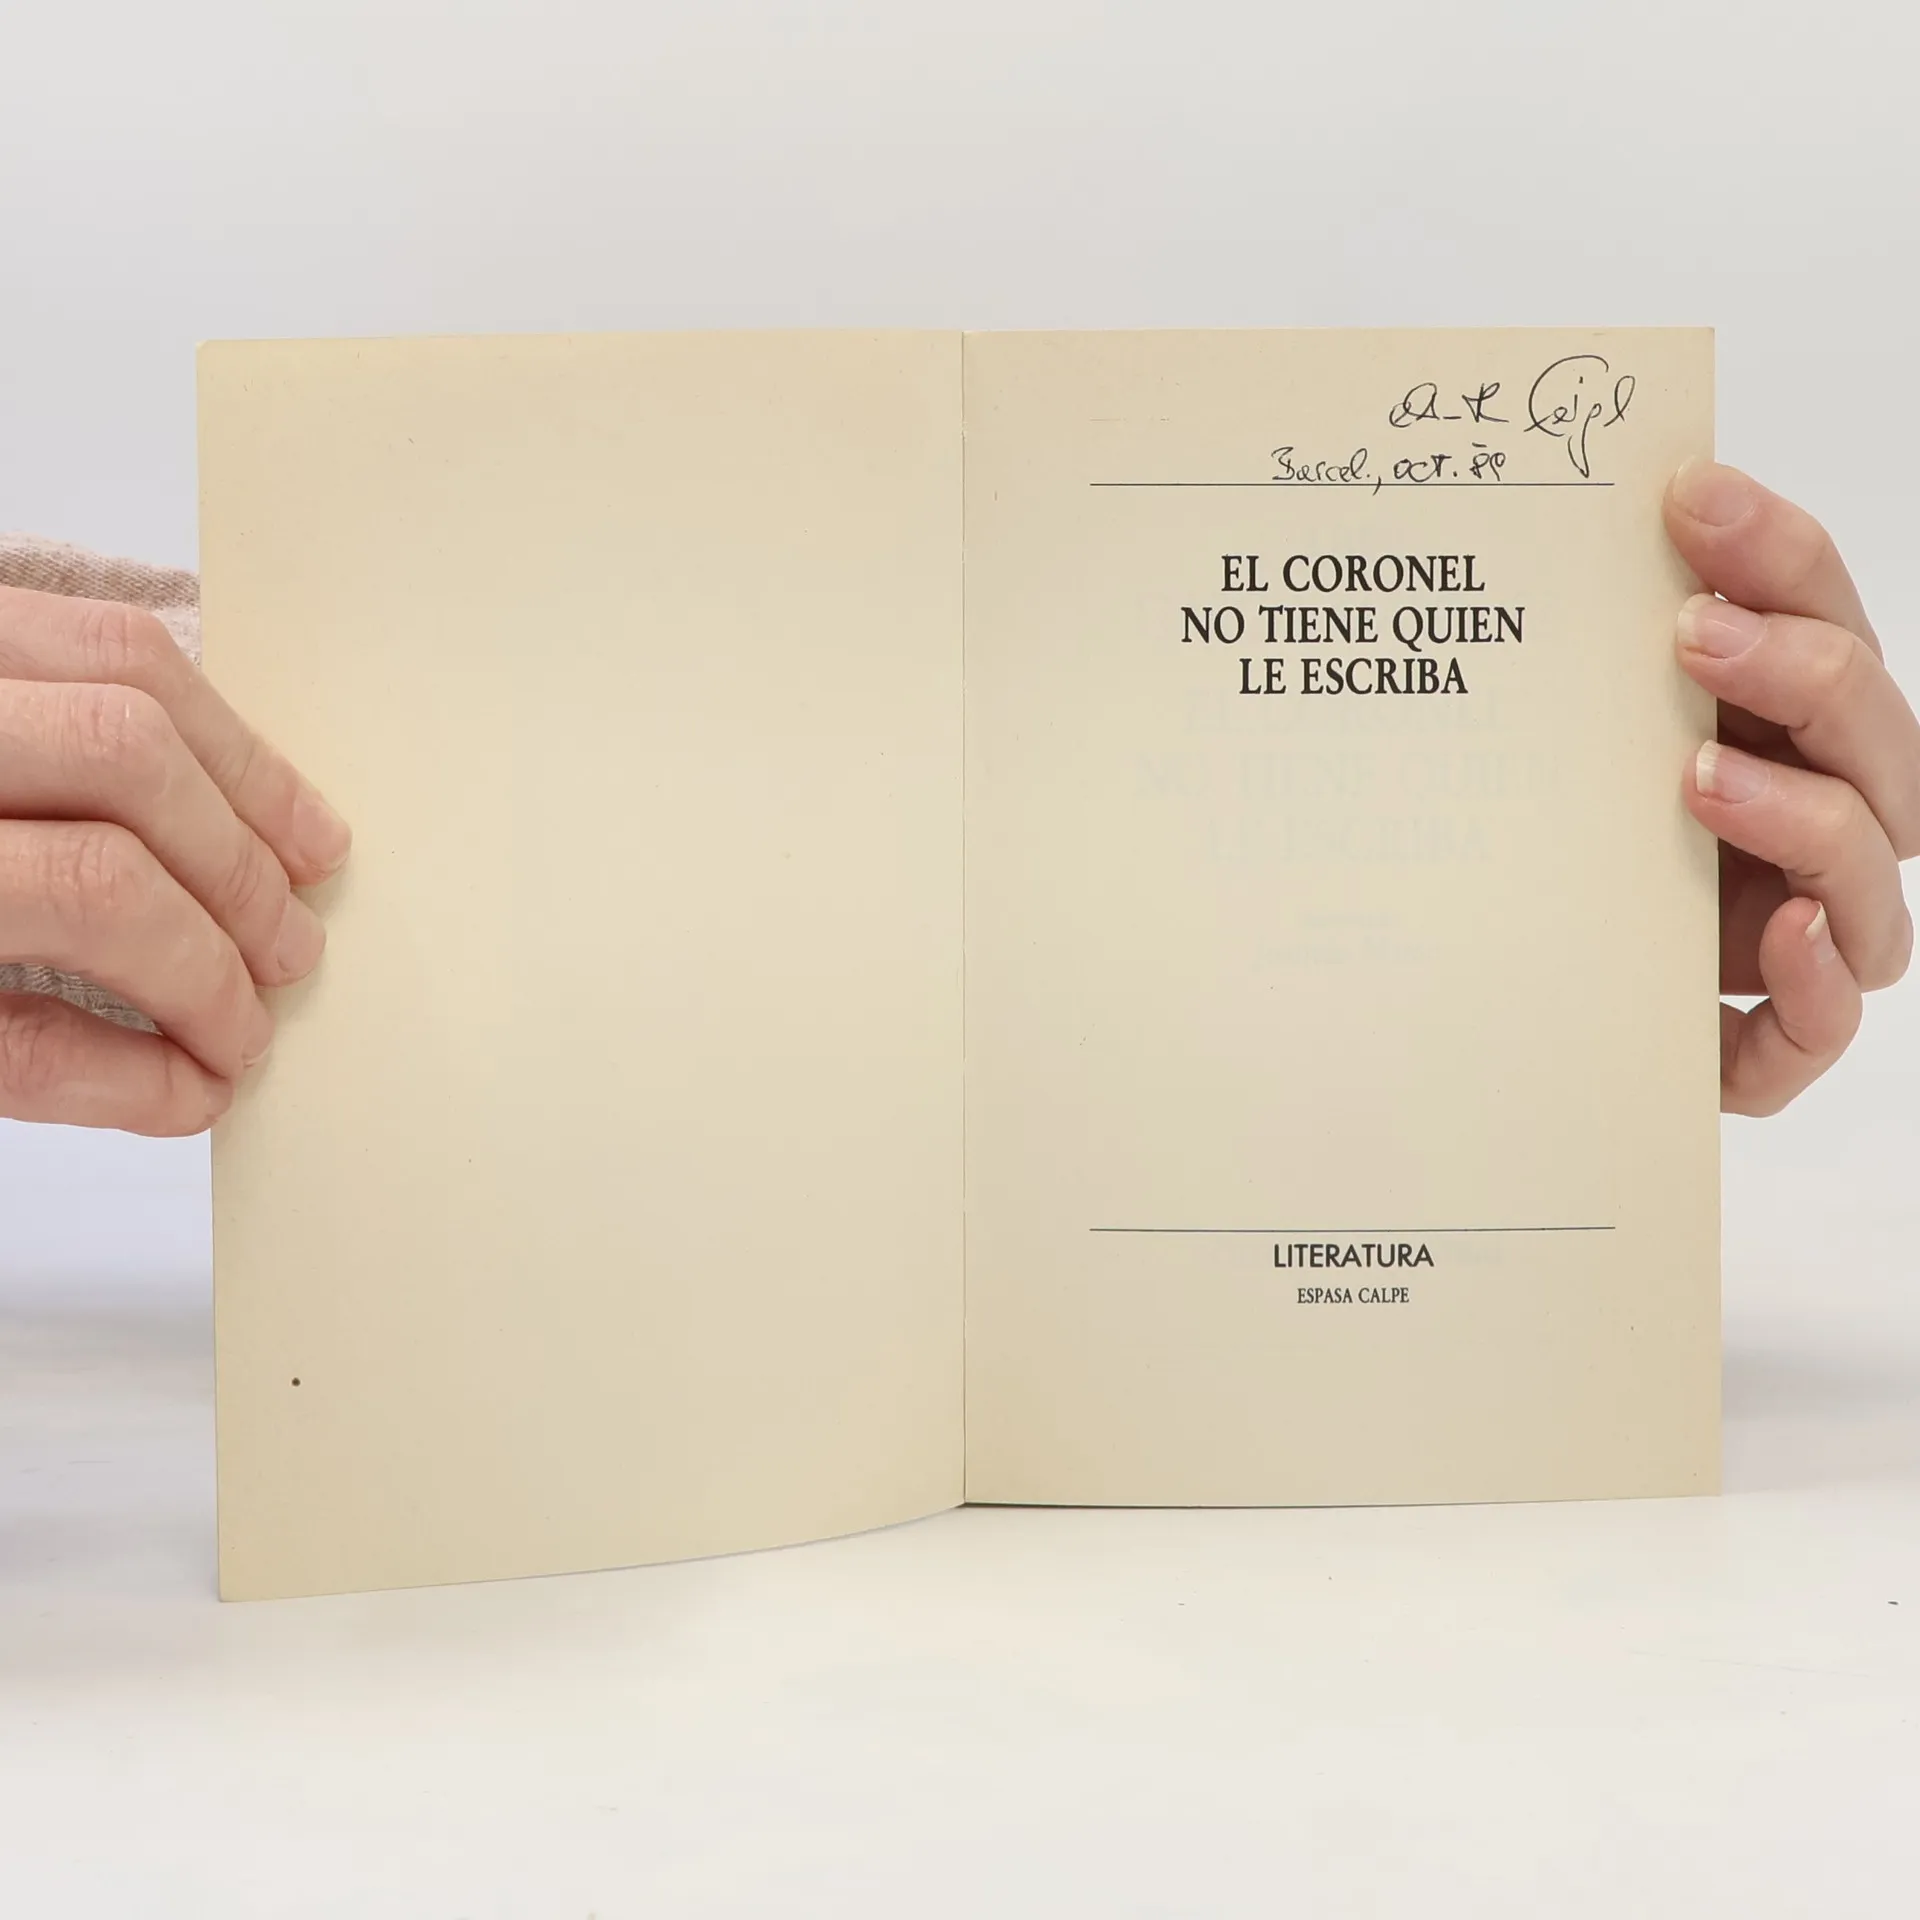 Barcel., oct. 89
EL CORONEL
NO TIENE QUIEN
LE ESCRIBA
LITERATURA
ESPASA CALPE